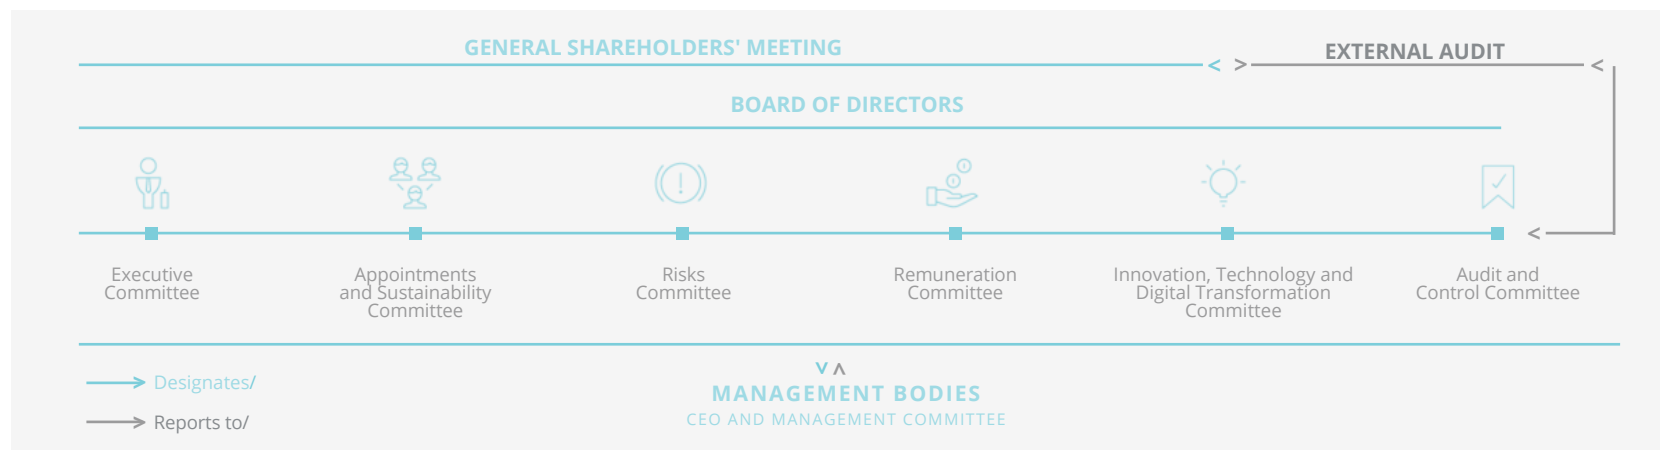 GENERAL SHAREHOLDERS' MEETING
EXTERNAL AUDIT
BOARD OF DIRECTORS
Executive
Committee
Appointments
and Sustainability
Committee
Risks
Committee
Remuneration
Committee
Innovation, Technology and
Digital Transformation
Committee
Audit and
Control Committee
Designates/
Reports to/
MANAGEMENT BODIES
CEO AND MANAGEMENT COMMITTEE